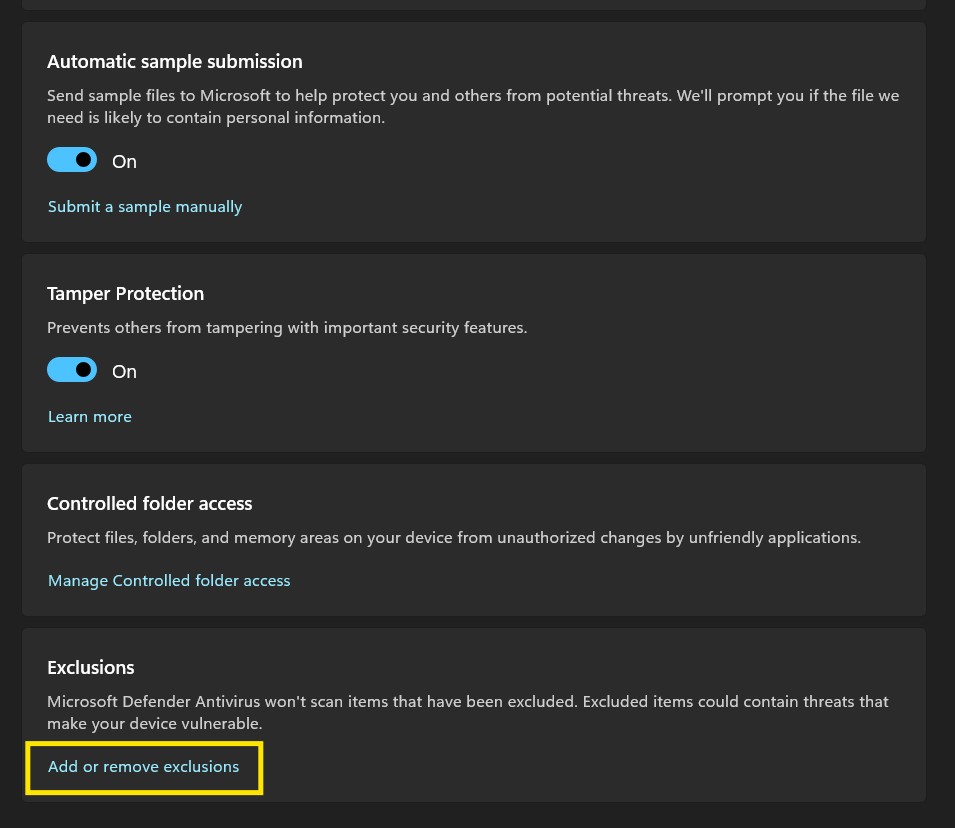 Automatic sample submission
Send sample files to Microsoft to help protect you and others from potential threats. We'll prompt you if the file we
need is likely to contain personal information.
On
Submit a sample manually
Tamper Protection
Prevents others from tampering with important security features.
On
Learn more
Controlled folder access
Protect files, folders, and memory areas on your device from unauthorized changes by unfriendly applications.
Manage Controlled folder access
Exclusions
Microsoft Defender Antivirus won't scan items that have been excluded. Excluded items could contain threats that
make your device vulnerable.
Add or remove exclusions